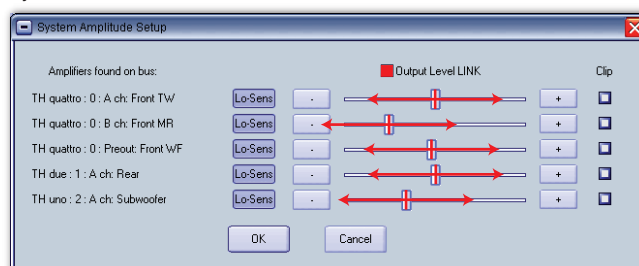 System Amplitude Setup
Amplifiers found on bus: Output Level LINK Clip
TH quattro : 0 : A ch: Front TW Lo-Sens - +
TH quattro : 0 : B ch: Front MR Lo-Sens - +
TH quattro : 0 : Preout: Front WF Lo-Sens - +
TH due : 1 : A ch: Rear Lo-Sens - +
TH uno : 2 : A ch: Subwoofer Lo-Sens - +
OK Cancel